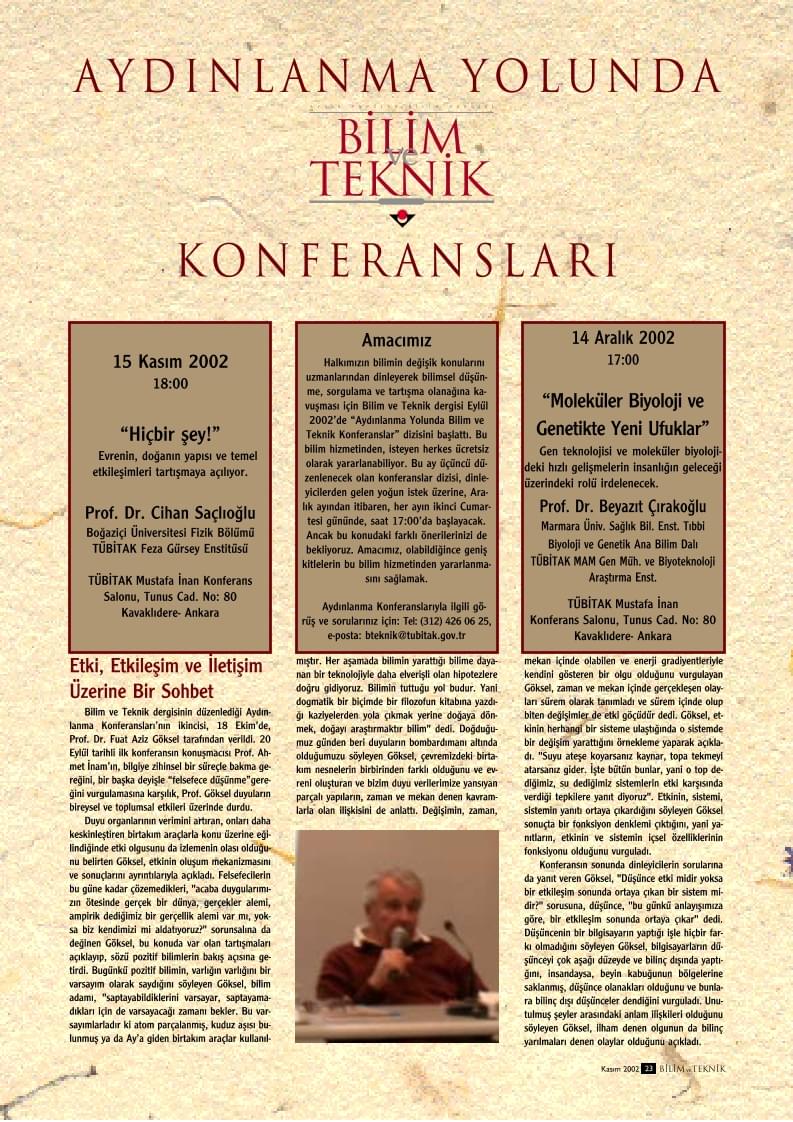 AYDINLANMA YOLUNDA
BİLİM
ve
TEKNİK
KONFERANSLARI
15 Kasım 2002
18:00
“Hiçbir şey!”
Evrenin, doğanın yapısı ve temel
etkileşimleri tartışmaya açılıyor.
Prof. Dr. Cihan Saçlıoğlu
Boğaziçi Üniversitesi Fizik Bölümü
TÜBİTAK Feza Gürsey Enstitüsü
TÜBİTAK Mustafa İnan Konferans
Salonu, Tunus Cad. No: 80
Kavaklıdere- Ankara
Amacımız
Halkımızın bilimin değişik konularını
uzmanlarından dinleyerek bilimsel düşün-
me, sorgulama ve tartışma olanağına ka-
vuşması için Bilim ve Teknik dergisi Eylül
2002'de “Aydınlanma Yolunda Bilim ve
Teknik Konferanslar” dizisini başlattı. Bu
bilim hizmetinden, isteyen herkes ücretsiz
olarak yararlanabiliyor. Bu ay üçüncü dü-
zenlenecek olan konferanslar dizisi, dinle-
yicilerden gelen yoğun istek üzerine, Ara-
lık ayından itibaren, her ayın ikinci Cumar-
tesi gününde, saat 17:00'da başlayacak.
Ancak bu konudaki farklı önerilerinizi de
bekliyoruz. Amacımız, olabildiğince geniş
kitlelerin bu bilim hizmetinden yararlanma-
sını sağlamak.
Aydınlanma Konferanslarıyla ilgili gö-
rüş ve sorularınız için: Tel: (312) 426 06 25,
e-posta: bteknik@tubitak.gov.tr
14 Aralık 2002
17:00
“Moleküler Biyoloji ve
Genetikte Yeni Ufuklar”
Gen teknolojisi ve moleküler biyoloji-
deki hızlı gelişmelerin insanlığın geleceği
üzerindeki rolü irdelenecek.
Prof. Dr. Beyazıt Çırakoğlu
Marmara Üniv. Sağlık Bil. Enst. Tıbbi
Biyoloji ve Genetik Ana Bilim Dalı
TÜBİTAK MAM Gen Müh. ve Biyoteknoloji
Araştırma Enst.
TÜBİTAK Mustafa İnan
Konferans Salonu, Tunus Cad. No: 80
Kavaklıdere- Ankara
Etki, Etkileşim ve İletişim
Üzerine Bir Sohbet
Bilim ve Teknik dergisinin düzenlediği Aydın-
lanma Konferansları'nın ikincisi, 18 Ekim'de,
Prof. Dr. Fuat Aziz Göksel tarafından verildi. 20
Eylül tarihli ilk konferansın konuşmacısı Prof. Ah-
met İnam'ın, bilgiye zihinsel bir süreçle bakma ge-
reğini, bir başka deyişle “felsefece düşünme”gere-
ğini vurgulamasına karşılık, Prof. Göksel duyuların
bireysel ve toplumsal etkileri üzerinde durdu.
Duyu organlarının verimini artıran, onları daha
keskinleştiren birtakım araçlarla konu üzerine eği-
lindiğinde etki olgusunu da izlemenin olası olduğu-
nu belirten Göksel, etkinin oluşum mekanizmasını
ve sonuçlarını ayrıntılarıyla açıkladı. Felsefecilerin
bu güne kadar çözemedikleri, "acaba duygularımı-
zın ötesinde gerçek bir dünya, gerçekler alemi,
ampirik dediğimiz bir gerçellik alemi var mı, yok-
sa biz kendimizi mi aldatıyoruz?" sorunsalına da
değinen Göksel, bu konuda var olan tartışmaları
açıklayıp, sözü pozitif bilimlerin bakış açısına ge-
tirdi. Bugünkü pozitif bilimin, varlığın varlığını bir
varsayım olarak saydığını söyleyen Göksel, bilim
adamı, "saptayabildiklerini varsayar, saptayama-
dıkları için de varsayacağı zamanı bekler. Bu var-
sayımlarladır ki atom parçalanmış, kuduz aşısı bu-
lunmuş ya da Ay'a giden birtakım araçlar kullanıl-
mıştır. Her aşamada bilimin yarattığı bilime daya-
nan bir teknolojiyle daha elverişli olan hipotezlere
doğru gidiyoruz. Bilimin tuttuğu yol budur. Yani
dogmatik bir biçimde bir filozofun kitabına yazdı-
ğı kaziyelerden yola çıkmak yerine doğaya dön-
mek, doğayı araştırmaktır bilim" dedi. Doğduğu-
muz günden beri duyuların bombardımanı altında
olduğumuzu söyleyen Göksel, çevremizdeki birta-
kım nesnelerin birbirinden farklı olduğunu ve ev-
reni oluşturan ve bizim duyu verilerimize yansıyan
parçalı yapıların, zaman ve mekan denen kavram-
larla olan ilişkisini de anlattı. Değişimin, zaman,
mekan içinde olabilen ve enerji gradiyentleriyle
kendini gösteren bir olgu olduğunu vurgulayan
Göksel, zaman ve mekan içinde gerçekleşen olay-
ları sürem olarak tanımladı ve sürem içinde olup
biten değişimler de etki göçüdür dedi. Göksel, et-
kinin herhangi bir sisteme ulaştığında o sistemde
bir değişim yarattığını örnekleme yaparak açıkla-
dı. "Suyu ateşe koyarsanız kaynar, topa tekmeyi
atarsanız gider. İşte bütün bunlar, yani o top de-
diğimiz, su dediğimiz sistemlerin etki karşısında
verdiği tepkilere yanıt diyoruz". Etkinin, sistemi,
sistemin yanıtı ortaya çıkardığını söyleyen Göksel
sonuçta bir fonksiyon denklemi çıktığını, yani ya-
nıtların, etkinin ve sistemin içsel özelliklerinin
fonksiyonu olduğunu vurguladı.
Konferansın sonunda dinleyicilerin sorularına
da yanıt veren Göksel, "Düşünce etki midir yoksa
bir etkileşim sonunda ortaya çıkan bir sistem mi-
dir?" sorusuna, düşünce, "bu günkü anlayışımıza
göre, bir etkileşim sonunda ortaya çıkar" dedi.
Düşüncenin bir bilgisayarın yaptığı işle hiçbir far-
kı olmadığını söyleyen Göksel, bilgisayarların dü-
şünceyi çok aşağı düzeyde ve bilinç dışında yaptı-
ğını, insandaysa, beyin kabuğunun bölgelerine
saklanmış, düşünce olanakları olduğunu ve bunla-
ra bilinç dışı düşünceler dendiğini vurguladı. Unu-
tulmuş şeyler arasındaki anlam ilişkileri olduğunu
söyleyen Göksel, ilham denen olgunun da bilinç
yarılmaları denen olaylar olduğunu açıkladı.
Kasım 2002 23 BİLİM ve TEKNİK